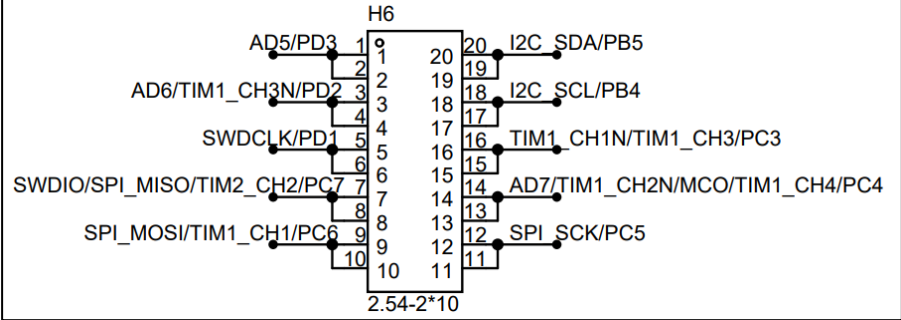 H6
AD5/PD3 1 1 20 20 I2C_SDA/PB5
2 2 19 19
AD6/TIM1_CH3N/PD2 3 3 18 18 I2C_SCL/PB4
4 4 17 17
SWDCLK/PD1 5 5 16 16 TIM1_CH1N/TIM1_CH3/PC3
6 6 15 15
SWDIO/SPI_MISO/TIM2_CH2/PC7 7 7 14 14 AD7/TIM1_CH2N/MCO/TIM1_CH4/PC4
8 8 13 13
SPI_MOSI/TIM1_CH1/PC6 9 9 12 12 SPI_SCK/PC5
10 10 11 11
2.54-2*10